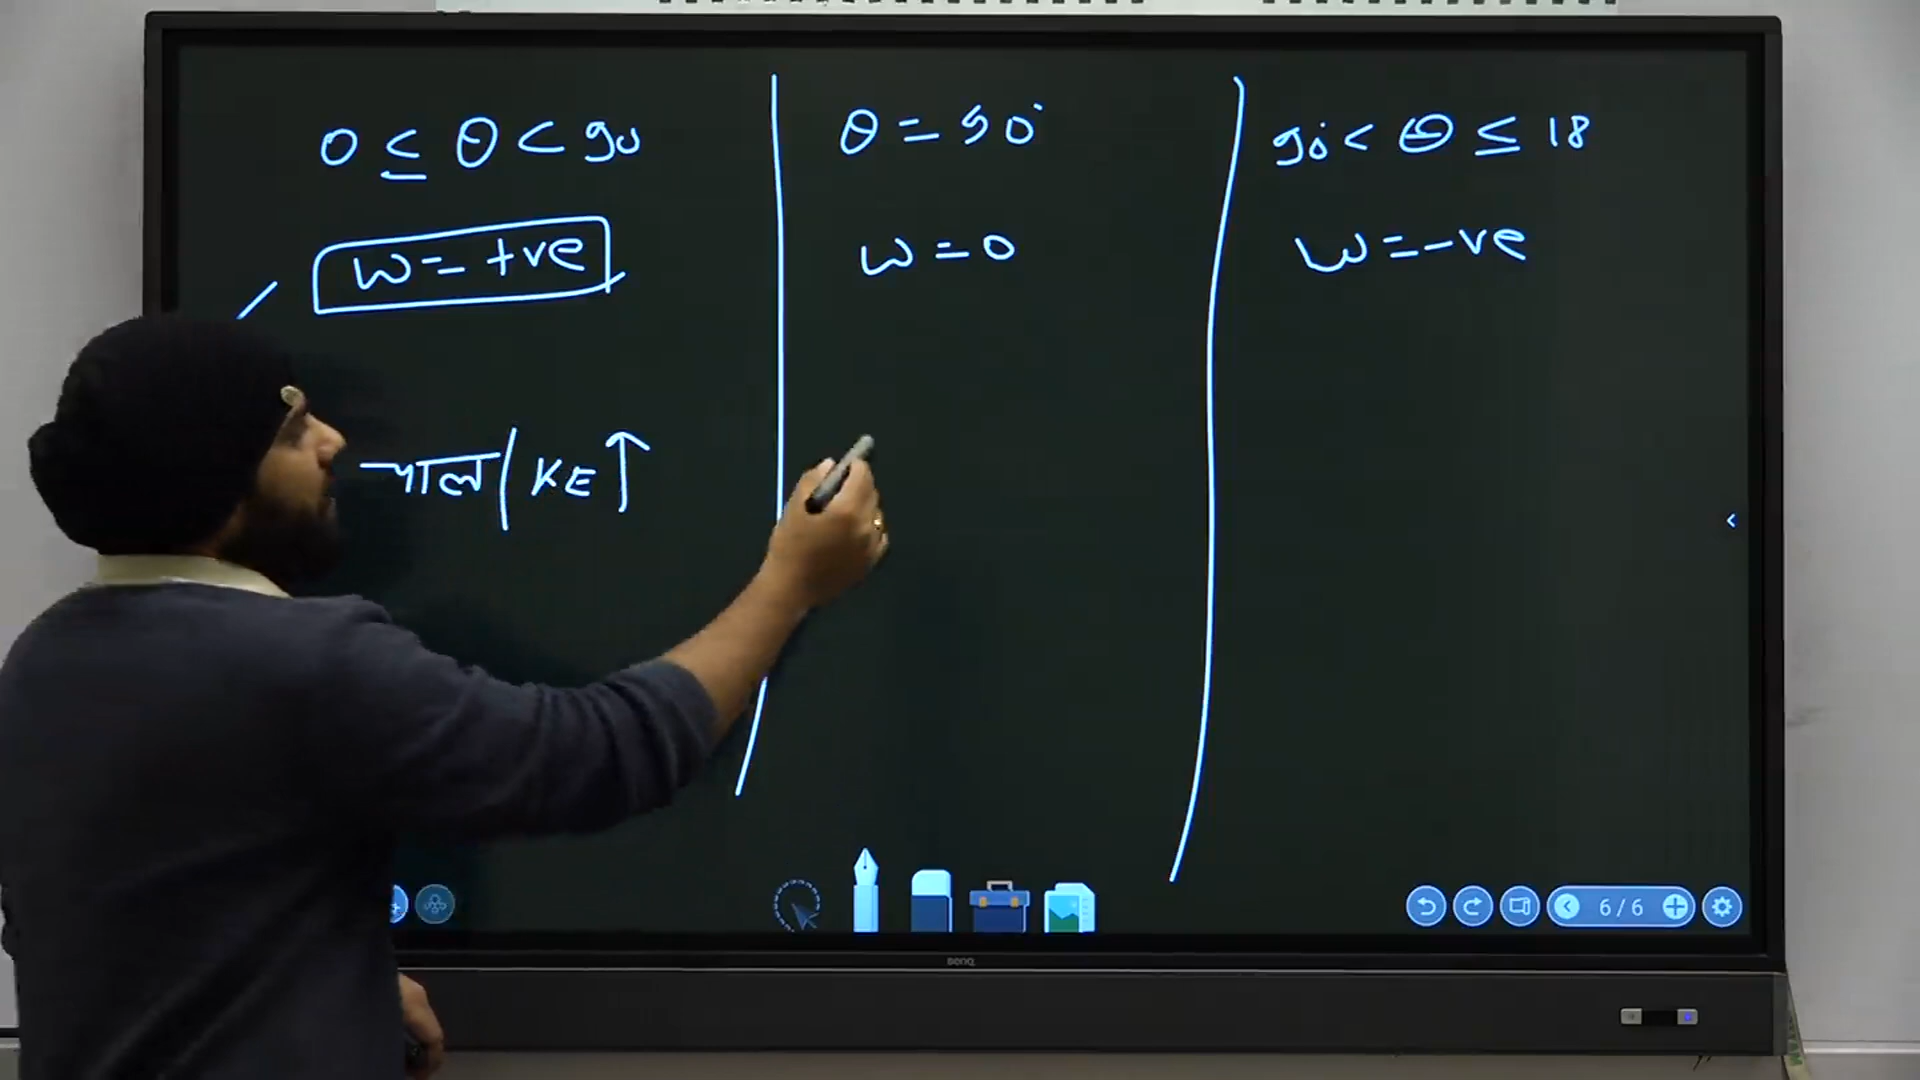 0 ≤ θ < 90
W = +ve
चाल / KE ↑
θ = 90°
W = 0
90° < θ ≤ 18
W = -ve
6 / 6
BenQ